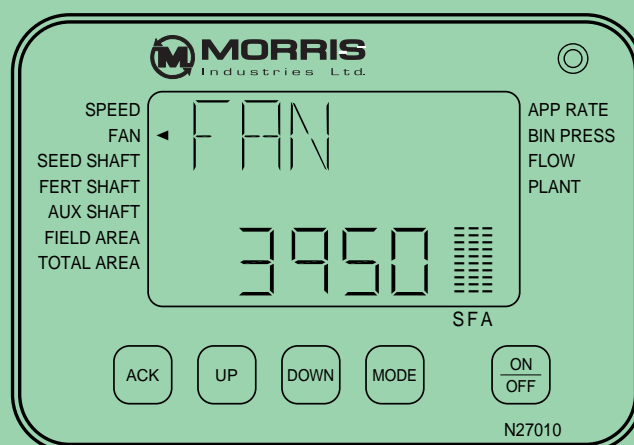 M MORRIS
Industries Ltd.
SPEED
FAN
SEED SHAFT
FERT SHAFT
AUX SHAFT
FIELD AREA
TOTAL AREA
FAN
3950
APP RATE
BIN PRESS
FLOW
PLANT
SFA
ACK
UP
DOWN
MODE
ON
OFF
N27010